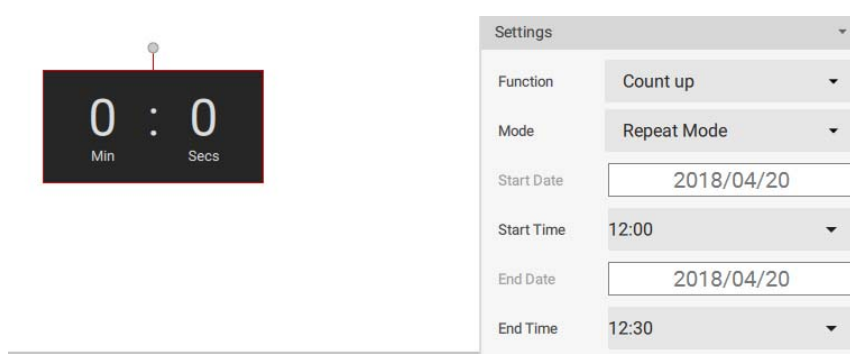 0 : 0
Min Secs
Settings
Function Count up
Mode Repeat Mode
Start Date 2018/04/20
Start Time 12:00
End Date 2018/04/20
End Time 12:30